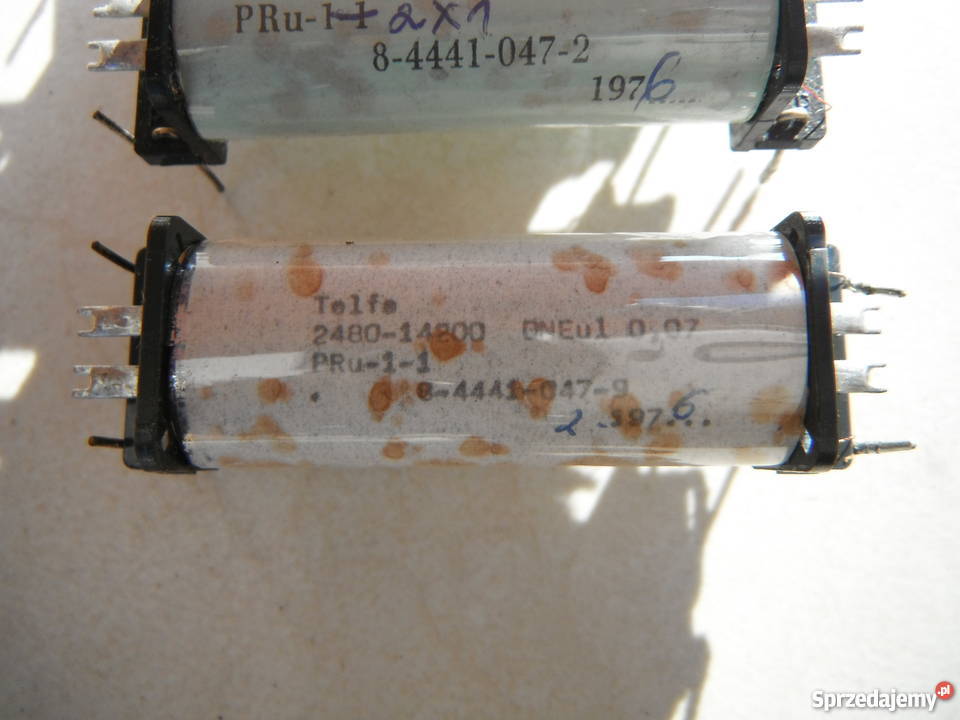 PRu-1-1 2x1
8-4441-047-2
1976.....
Telfa
2480-14800 DNEul 0,07
PRu-1-1
. 8-4441-047-9
2 .1976...
Sprzedajemy.pl